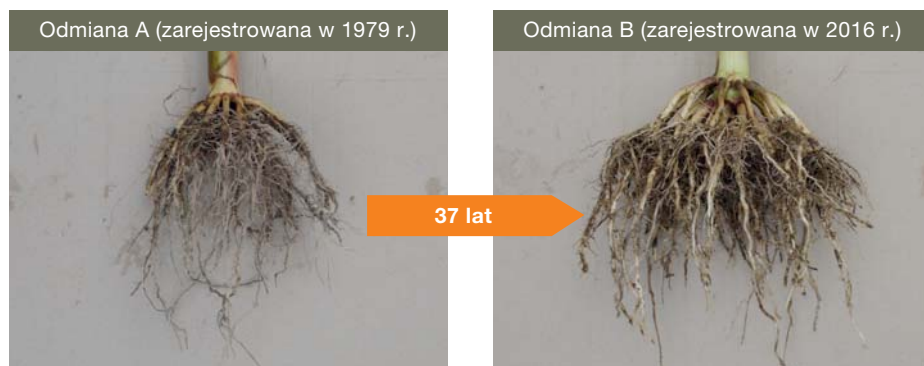 Odmiana A (zarejestrowana w 1979 r.)
Odmiana B (zarejestrowana w 2016 r.)
37 lat